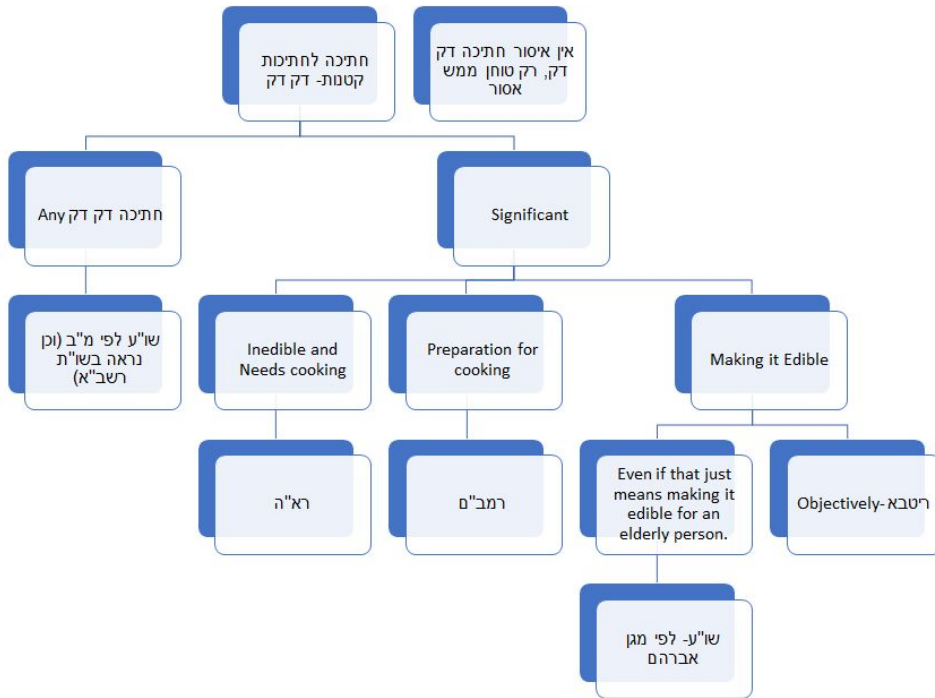 חתיכה לחתיכות
קטנות- דק דק
אין איסור חתיכה דק
דק, רק טוחן ממש
אסור
Any חתיכה דק דק
Significant
שו"ע לפי מ"ב (וכן
נראה בשו"ת
רשב"א)
Inedible and
Needs cooking
Preparation for
cooking
Making it Edible
רא"ה
רמב"ם
Even if that just
means making it
edible for an
elderly person.
Objectively- ריטבא
שו"ע- לפי מגן
אברהם